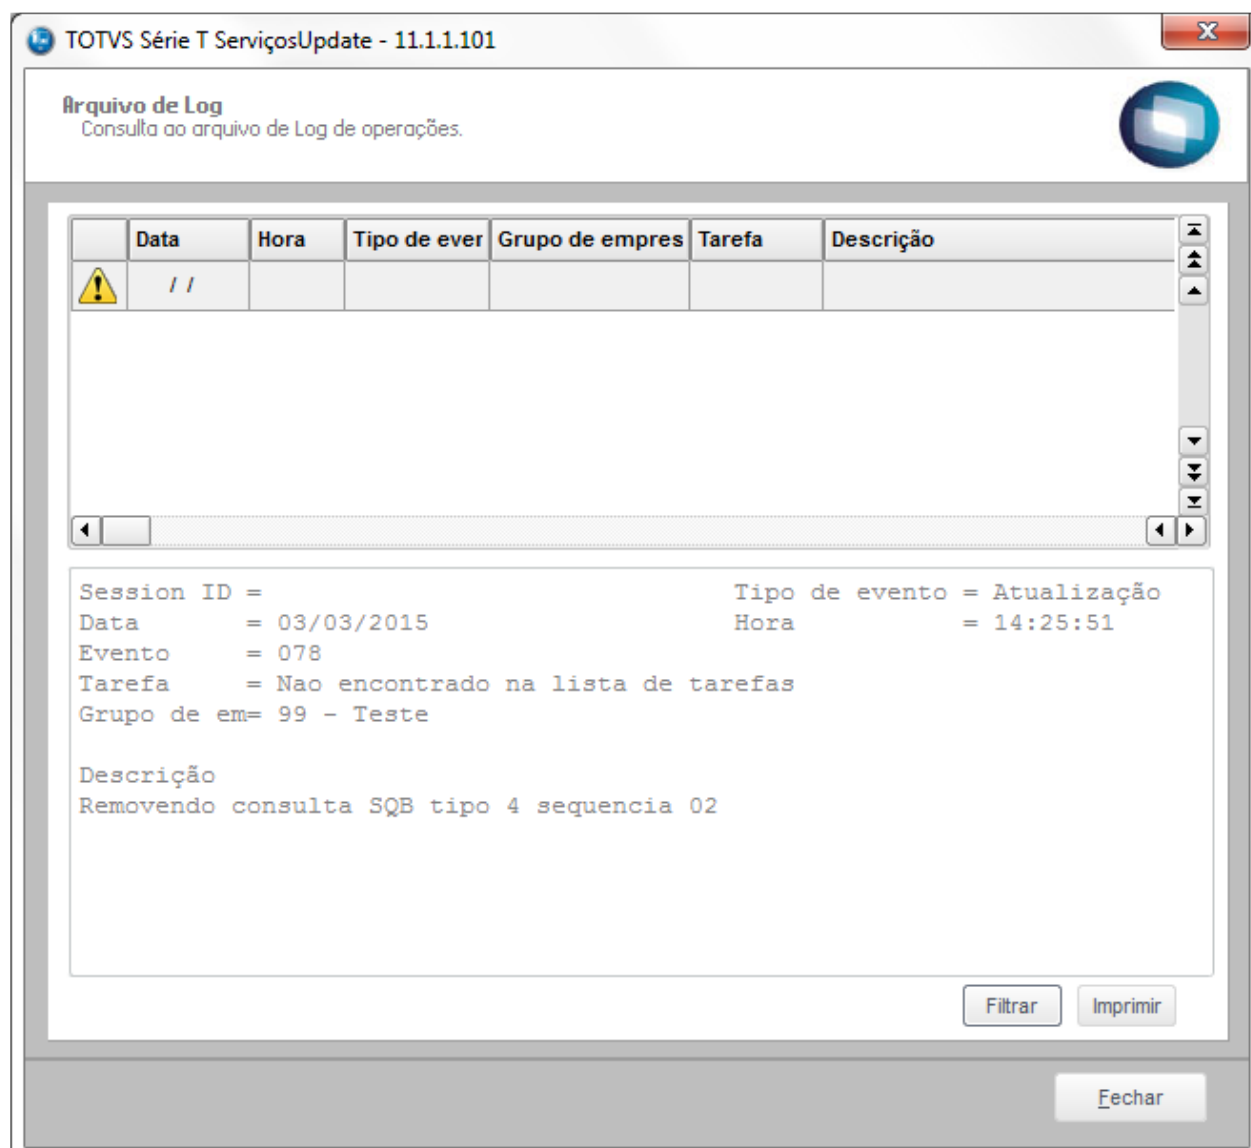 TOTVS Série T ServiçosUpdate - 11.1.1.101
x
Arquivo de Log
Consulta ao arquivo de Log de operações.
Data Hora Tipo de ever Grupo de empres Tarefa Descrição
/ /
Session ID = Tipo de evento = Atualização
Data = 03/03/2015 Hora = 14:25:51
Evento = 078
Tarefa = Nao encontrado na lista de tarefas
Grupo de em= 99 - Teste
Descrição
Removendo consulta SQB tipo 4 sequencia 02
Filtrar Imprimir
Fechar